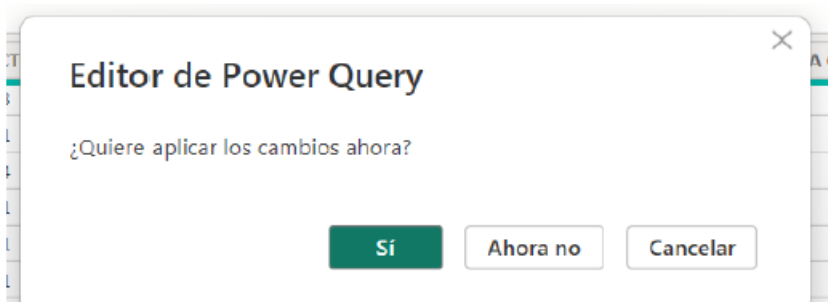 Editor de Power Query
¿Quiere aplicar los cambios ahora?
Sí
Ahora no
Cancelar